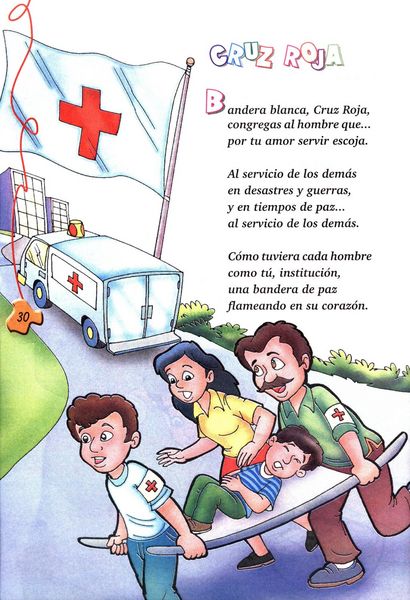 CRUZ ROJA
Bandera blanca, Cruz Roja,
congregas al hombre que...
por tu amor servir escoja.
Al servicio de los demás
en desastres y guerras,
y en tiempos de paz...
al servicio de los demás.
Cómo tuviera cada hombre
como tú, institución,
una bandera de paz
flameando en su corazón.
30